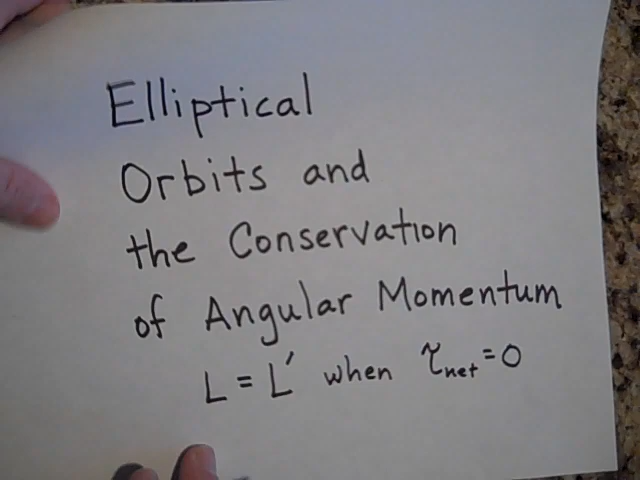 Elliptical
Orbits and
the Conservation
of Angular Momentum
L = L′ when τnet = 0